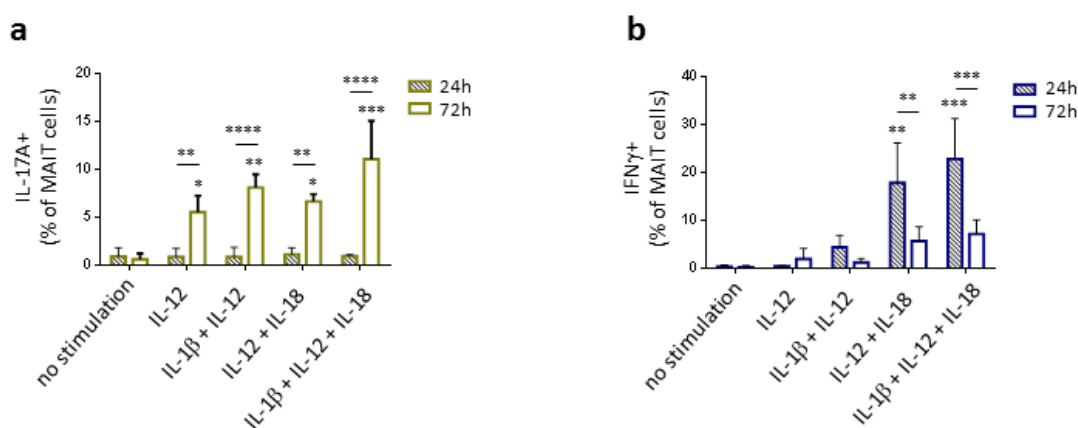 a
IL-17A+
(% of MAIT cells)
20
15
10
5
0
**
*
****
**
**
*
****
***
24h
72h
no stimulation
IL-12
IL-1β + IL-12
IL-12 + IL-18
IL-1β + IL-12 + IL-18
b
IFNγ+
(% of MAIT cells)
40
30
20
10
0
**
**
***
***
24h
72h
no stimulation
IL-12
IL-1β + IL-12
IL-12 + IL-18
IL-1β + IL-12 + IL-18